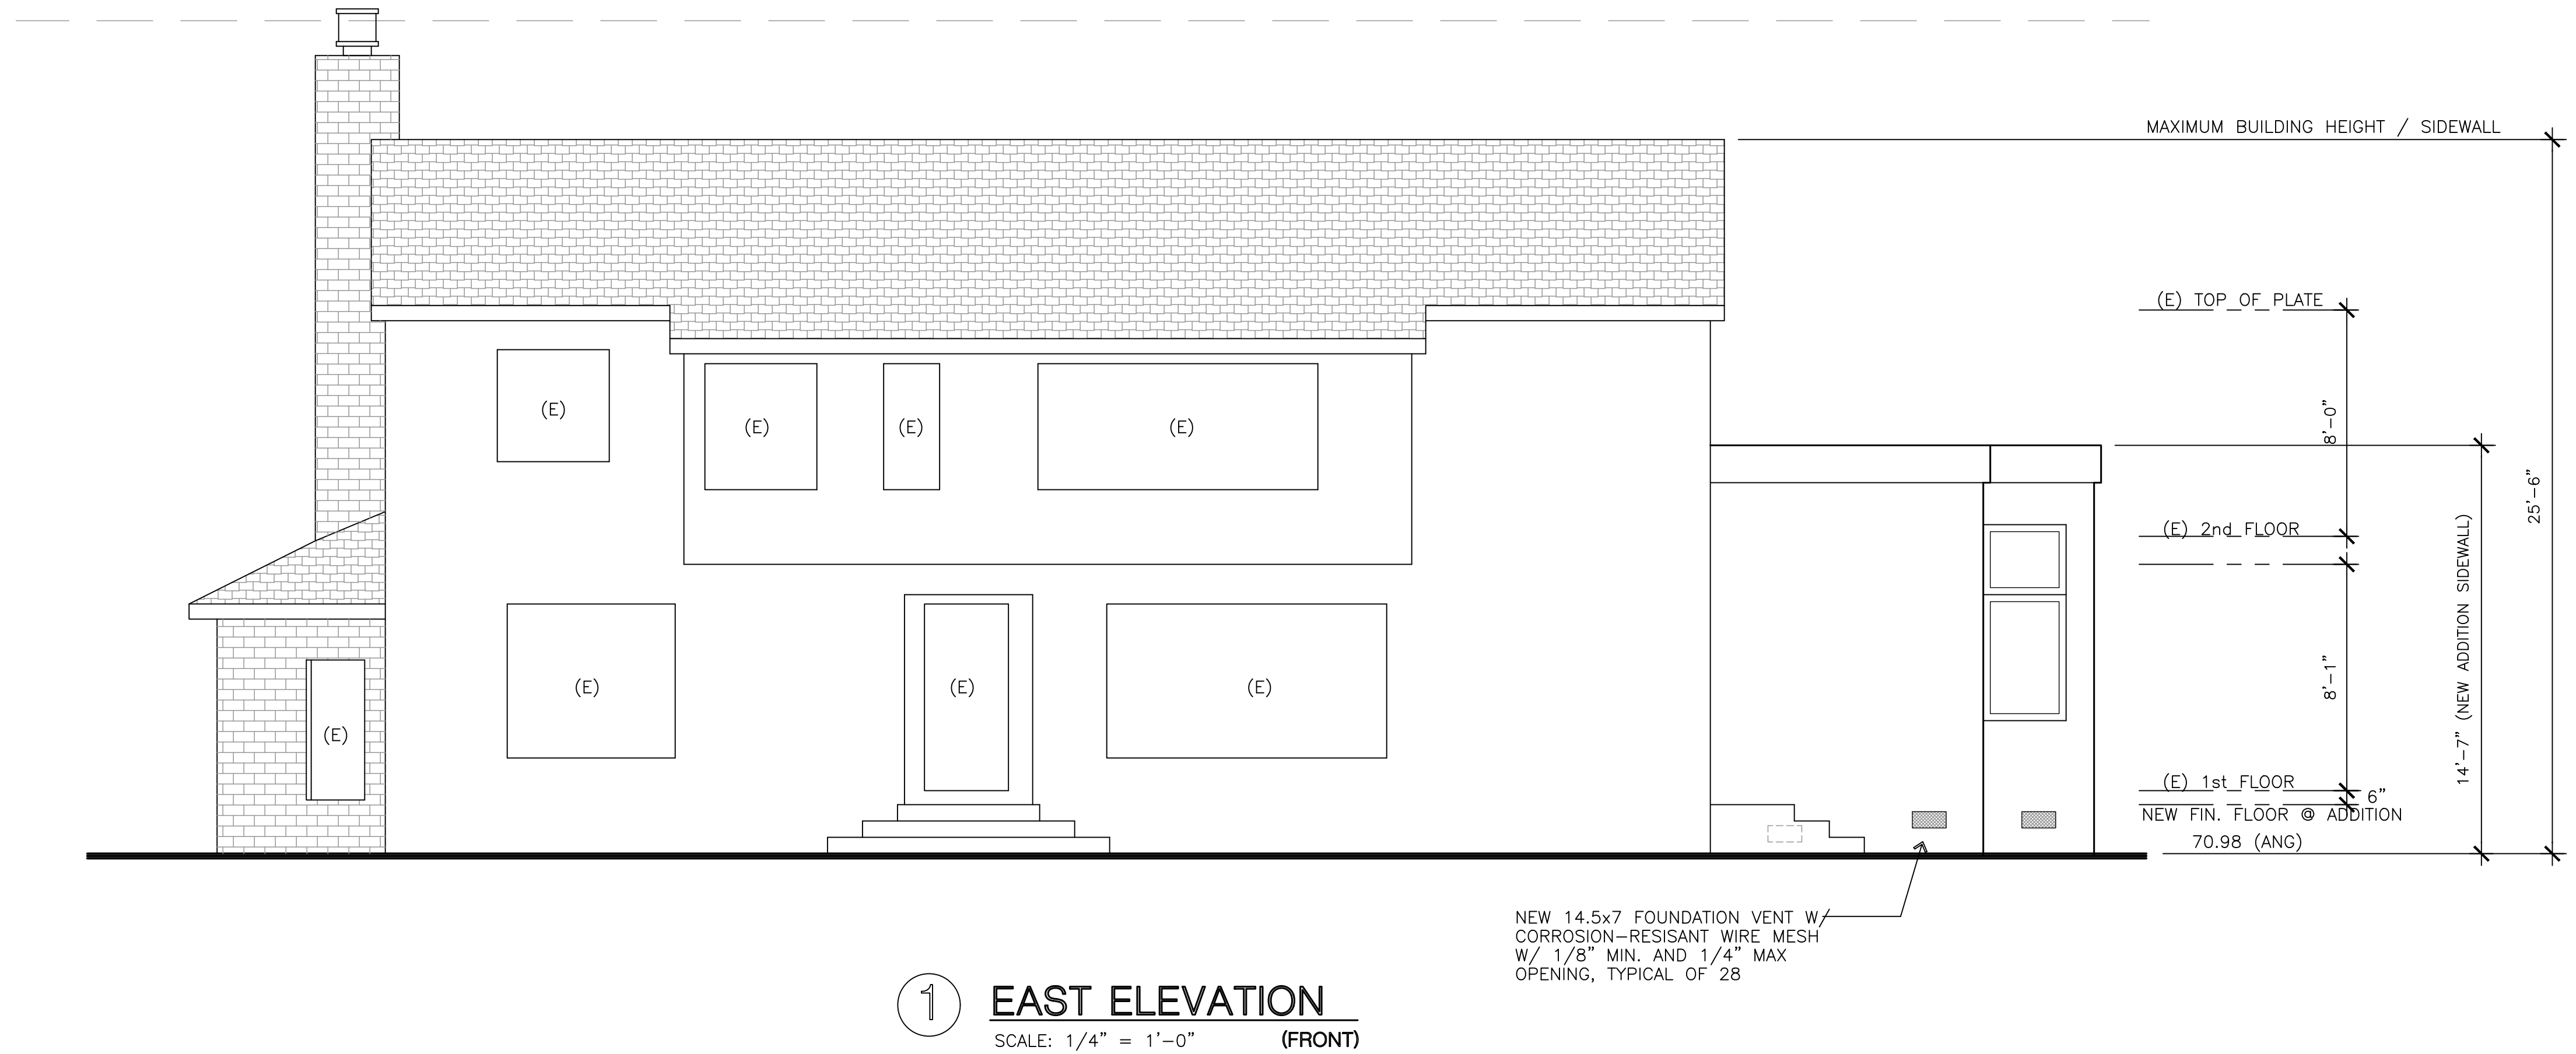 MAXIMUM BUILDING HEIGHT / SIDEWALL
(E) TOP OF PLATE
8'-0"
25'-6"
(E)
(E)
(E)
(E)
(E) 2nd FLOOR
14'-7" (NEW ADDITION SIDEWALL)
8'-1"
(E)
(E)
(E)
(E)
(E) 1st FLOOR
6"
NEW FIN. FLOOR @ ADDITION
70.98 (ANG)
NEW 14.5x7 FOUNDATION VENT W/
CORROSION-RESISANT WIRE MESH
W/ 1/8" MIN. AND 1/4" MAX
OPENING, TYPICAL OF 28
1 EAST ELEVATION
SCALE: 1/4" = 1'-0" (FRONT)